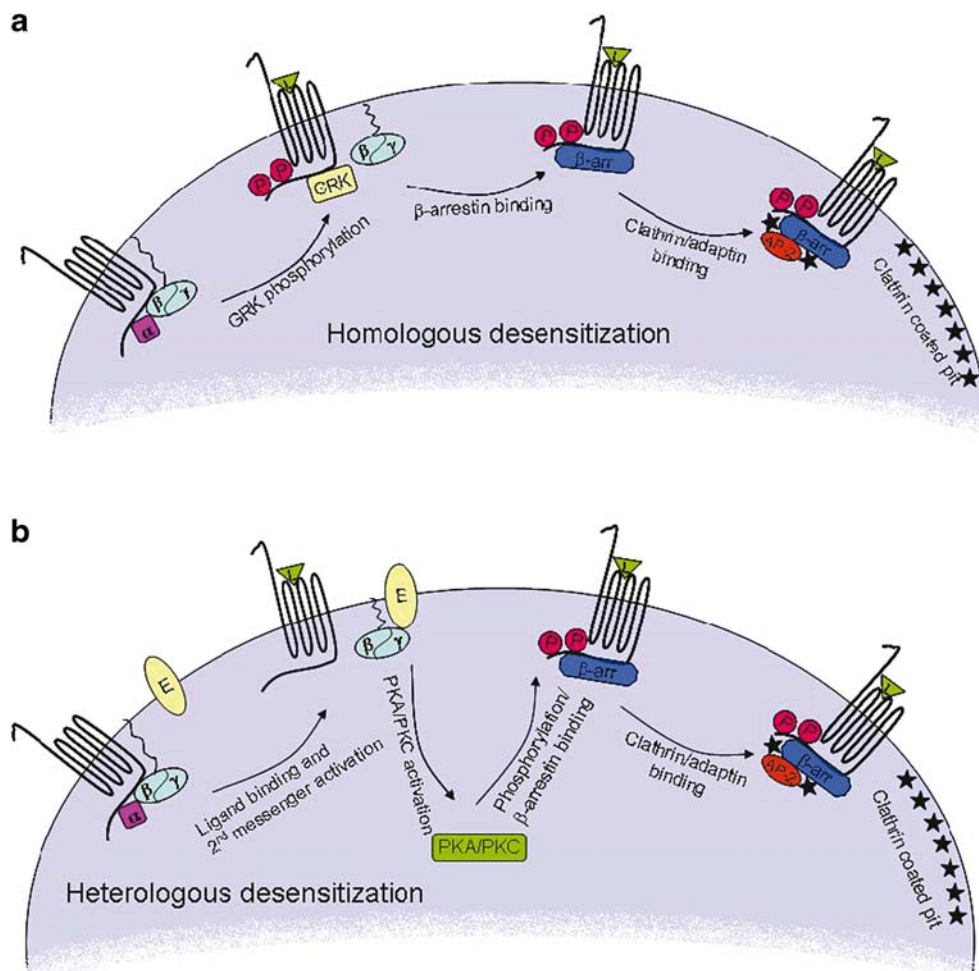 a
L
P P
GRK
β γ
β γ
α
GRK phosphorylation
β-arrestin binding
L
P P
β-arr
Clathrin/adaptin
binding
L
P P
β-arr
AP-2
Clathrin coated pit
Homologous desensitization
b
E
β γ
α
Ligand binding and
2nd messenger activation
L
E
β γ
PKA/PKC activation
PKA/PKC
Phosphorylation/
β-arrestin binding
L
P P
β-arr
Clathrin/adaptin
binding
L
P P
β-arr
AP-2
Clathrin coated pit
Heterologous desensitization